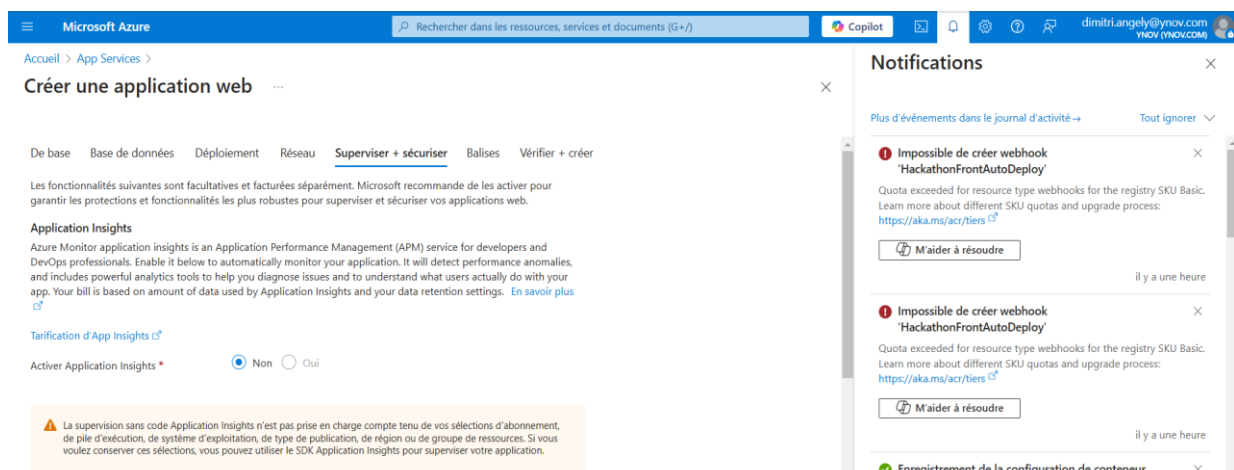 Microsoft Azure
Rechercher dans les ressources, services et documents (G+/)
Copilot
dimitri.angely@ynov.com
YNOV (YNOV.COM)
Accueil > App Services >
Créer une application web ...
De base Base de données Déploiement Réseau Superviser + sécuriser Balises Vérifier + créer
Les fonctionnalités suivantes sont facultatives et facturées séparément. Microsoft recommande de les activer pour
garantir les protections et fonctionnalités les plus robustes pour superviser et sécuriser vos applications web.
Application Insights
Azure Monitor application insights is an Application Performance Management (APM) service for developers and
DevOps professionals. Enable it below to automatically monitor your application. It will detect performance anomalies,
and includes powerful analytics tools to help you diagnose issues and to understand what users actually do with your
app. Your bill is based on amount of data used by Application Insights and your data retention settings. En savoir plus
Tarification d'App Insights
Activer Application Insights * Non Oui
La supervision sans code Application Insights n'est pas prise en charge compte tenu de vos sélections d'abonnement,
de pile d'exécution, de système d'exploitation, de type de publication, de région ou de groupe de ressources. Si vous
voulez conserver ces sélections, vous pouvez utiliser le SDK Application Insights pour superviser votre application.
Notifications
Plus d'événements dans le journal d'activité → Tout ignorer
Impossible de créer webhook
'HackathonFrontAutoDeploy'
Quota exceeded for resource type webhooks for the registry SKU Basic.
Learn more about different SKU quotas and upgrade process:
https://aka.ms/acr/tiers
M'aider à résoudre
il y a une heure
Impossible de créer webhook
'HackathonFrontAutoDeploy'
Quota exceeded for resource type webhooks for the registry SKU Basic.
Learn more about different SKU quotas and upgrade process:
https://aka.ms/acr/tiers
M'aider à résoudre
il y a une heure
Enregistrement de la configuration de conteneur